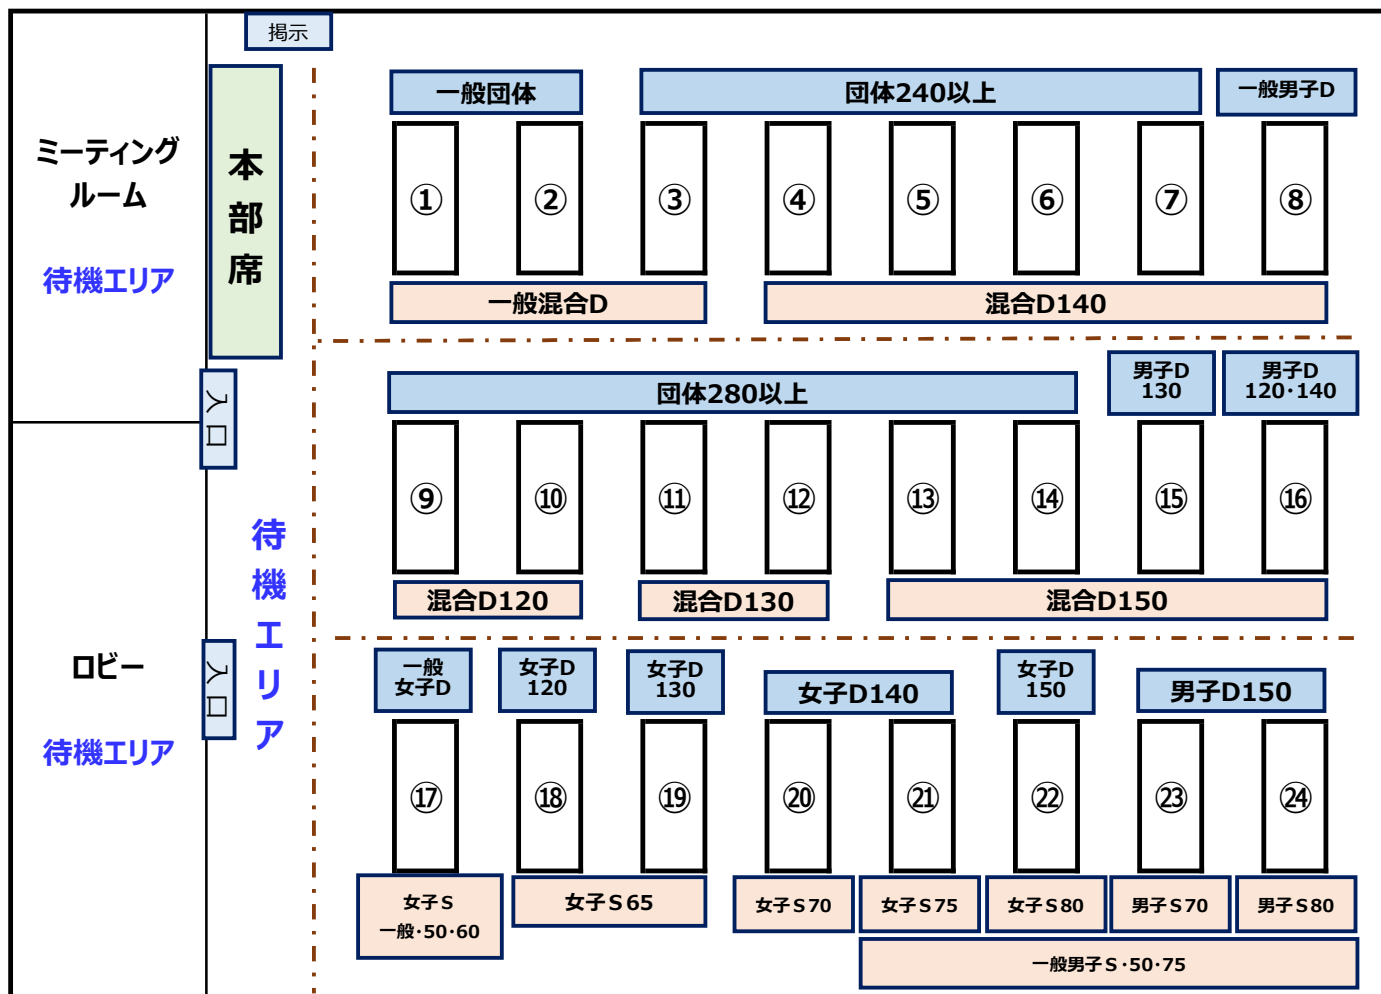 掲示
ミーティング
ルーム
待機エリア
本部席
一般団体
団体240以上
一般男子D
①
②
③
④
⑤
⑥
⑦
⑧
一般混合D
混合D140
入口
団体280以上
男子D
130
男子D
120・140
⑨
⑩
⑪
⑫
⑬
⑭
⑮
⑯
混合D120
混合D130
混合D150
待機エリア
ロビー
待機エリア
入口
一般
女子D
女子D
120
女子D
130
女子D140
女子D
150
男子D150
⑰
⑱
⑲
⑳
㉑
㉒
㉓
㉔
女子S
一般・50・60
女子S65
女子S70
女子S75
女子S80
男子S70
男子S80
一般男子S・50・75